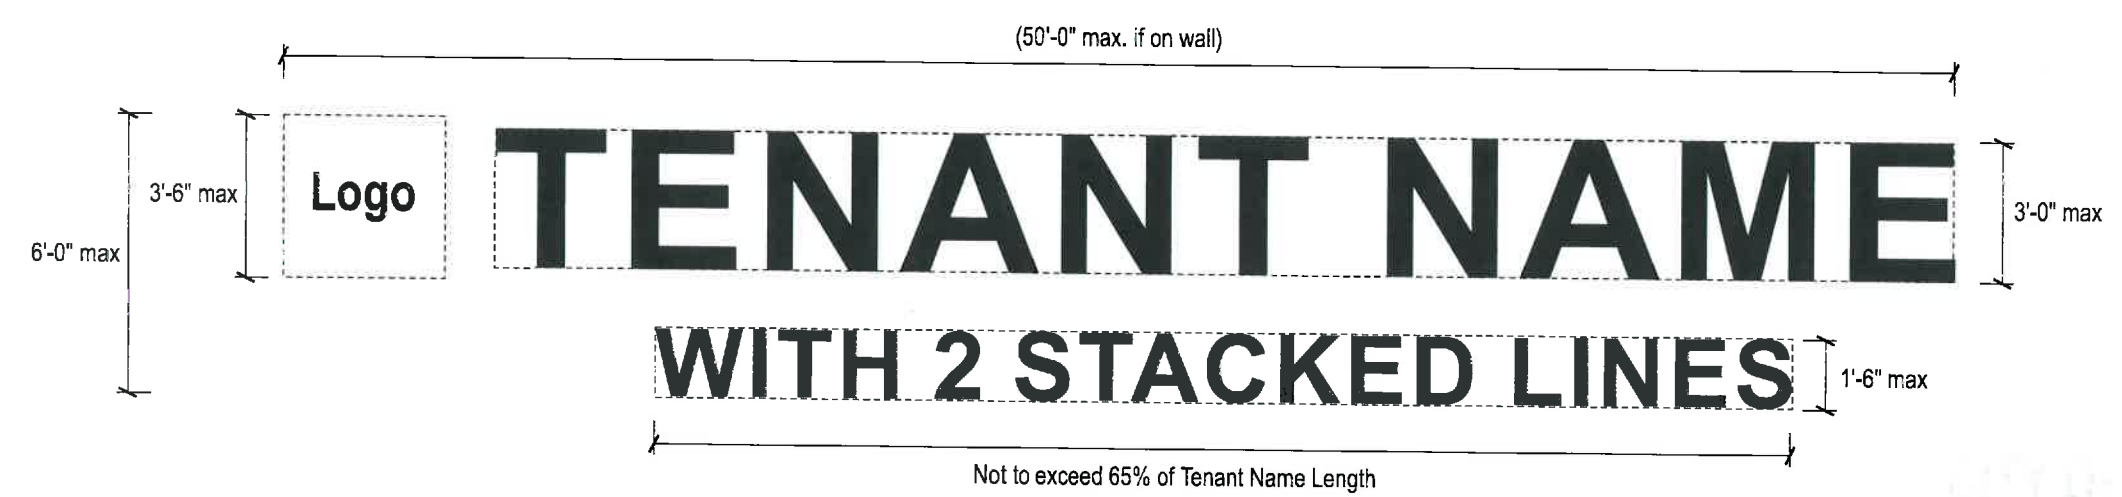 (50'-0" max. if on wall)
Logo
TENANT NAME
3'-6" max
3'-0" max
6'-0" max
WITH 2 STACKED LINES
1'-6" max
Not to exceed 65% of Tenant Name Length